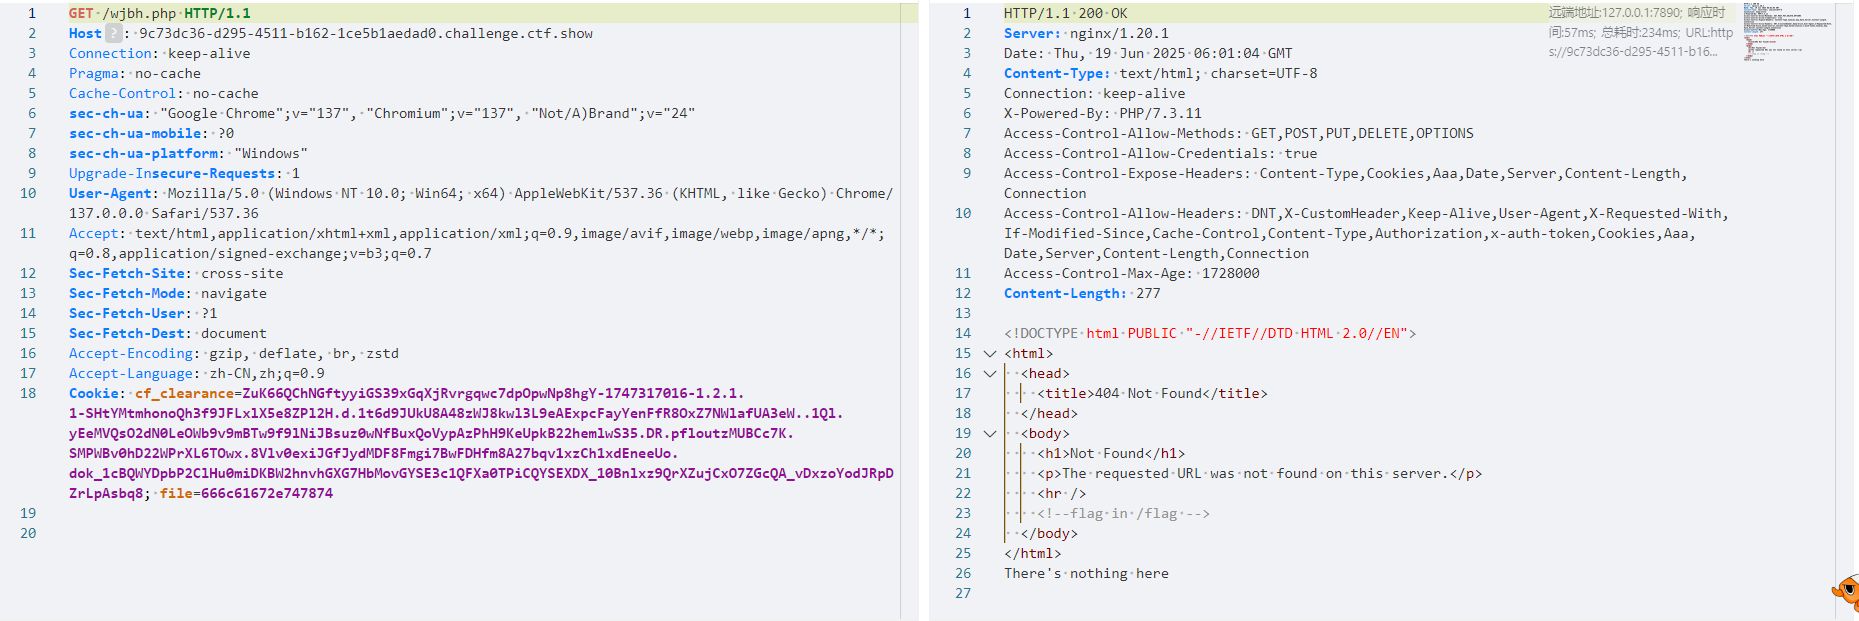 1 GET /wjbh.php HTTP/1.1
2 Host ? : 9c73dc36-d295-4511-b162-1ce5b1aedad0.challenge.ctf.show
3 Connection: keep-alive
4 Pragma: no-cache
5 Cache-Control: no-cache
6 sec-ch-ua: "Google Chrome";v="137", "Chromium";v="137", "Not/A)Brand";v="24"
7 sec-ch-ua-mobile: ?0
8 sec-ch-ua-platform: "Windows"
9 Upgrade-Insecure-Requests: 1
10 User-Agent: Mozilla/5.0 (Windows NT 10.0; Win64; x64) AppleWebKit/537.36 (KHTML, like Gecko) Chrome/
137.0.0.0 Safari/537.36
11 Accept: text/html,application/xhtml+xml,application/xml;q=0.9,image/avif,image/webp,image/apng,*/*;
q=0.8,application/signed-exchange;v=b3;q=0.7
12 Sec-Fetch-Site: cross-site
13 Sec-Fetch-Mode: navigate
14 Sec-Fetch-User: ?1
15 Sec-Fetch-Dest: document
16 Accept-Encoding: gzip, deflate, br, zstd
17 Accept-Language: zh-CN,zh;q=0.9
18 Cookie: cf_clearance=ZuK66QChNGftyyiGS39xGqXjRvrgqwc7dpOpwNp8hgY-1747317016-1.2.1.
1-SHtYMtmhonoQh3f9JFLxlX5e8ZPl2H.d.1t6d9JUkU8A48zWJ8kwl3L9eAExpcFayYenFfR8OxZ7NWlafUA3eW..1Ql.
yEeMVQsO2dN0LeOWb9v9mBTw9f9lNiJBsuz0wNfBuxQoVypAzPhH9KeUpkB22hemlwS35.DR.pfloutzMUBCc7K.
SMPWBv0hD22WPrXL6TOwx.8Vlv0exiJGfJydMDF8Fmgi7BwFDHfm8A27bqv1xzCh1xdEneeUo.
dok_1cBQWYDpbP2ClHu0miDKBW2hnvhGXG7HbMovGYSE3c1QFXa0TPiCQYSEXDX_10Bnlxz9QrXZujCxO7ZGcQA_vDxzoYodJRpD
ZrLpAsbq8; file=666c61672e747874
19
20
1 HTTP/1.1 200 OK
2 Server: nginx/1.20.1
3 Date: Thu, 19 Jun 2025 06:01:04 GMT
4 Content-Type: text/html; charset=UTF-8
5 Connection: keep-alive
6 X-Powered-By: PHP/7.3.11
7 Access-Control-Allow-Methods: GET,POST,PUT,DELETE,OPTIONS
8 Access-Control-Allow-Credentials: true
9 Access-Control-Expose-Headers: Content-Type,Cookies,Aaa,Date,Server,Content-Length,
Connection
10 Access-Control-Allow-Headers: DNT,X-CustomHeader,Keep-Alive,User-Agent,X-Requested-With,
If-Modified-Since,Cache-Control,Content-Type,Authorization,x-auth-token,Cookies,Aaa,
Date,Server,Content-Length,Connection
11 Access-Control-Max-Age: 1728000
12 Content-Length: 277
13
14 <!DOCTYPE html PUBLIC "-//IETF//DTD HTML 2.0//EN">
15 <html>
16 <head>
17 <title>404 Not Found</title>
18 </head>
19 <body>
20 <h1>Not Found</h1>
21 <p>The requested URL was not found on this server.</p>
22 <hr />
23 <!--flag in /flag -->
24 </body>
25 </html>
26 There's nothing here
27
远端地址:127.0.0.1:7890; 响应时
间:57ms; 总耗时:234ms; URL:http
s://9c73dc36-d295-4511-b16...